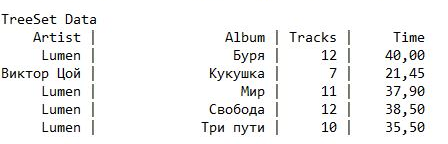 TreeSet Data
Artist | Album | Tracks | Time
Lumen | Буря | 12 | 40,00
Виктор Цой | Кукушка | 7 | 21,45
Lumen | Мир | 11 | 37,90
Lumen | Свобода | 12 | 38,50
Lumen | Три пути | 10 | 35,50